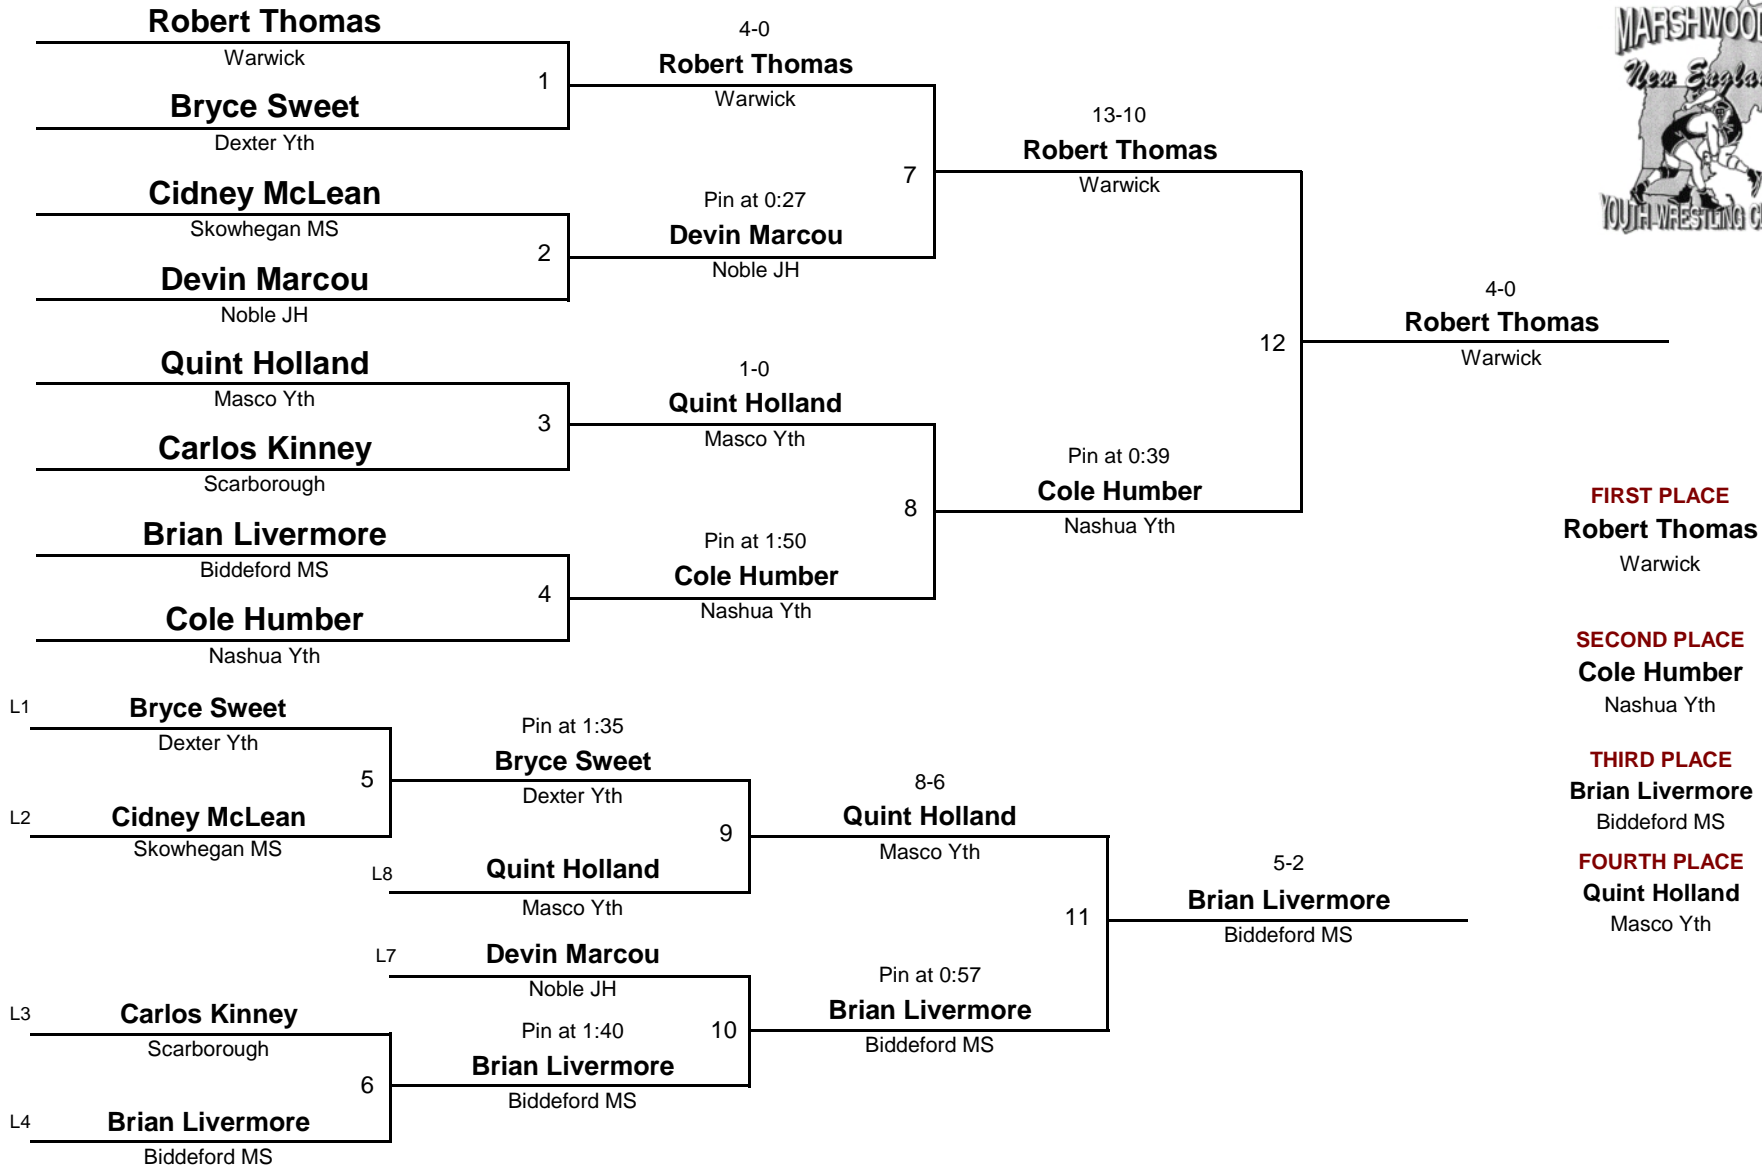 Robert Thomas
Warwick
1
Bryce Sweet
Dexter Yth
Cidney McLean
Skowhegan MS
2
Devin Marcou
Noble JH
Quint Holland
Masco Yth
3
Carlos Kinney
Scarborough
Brian Livermore
Biddeford MS
4
Cole Humber
Nashua Yth
4-0
Robert Thomas
Warwick
7
Pin at 0:27
Devin Marcou
Noble JH
1-0
Quint Holland
Masco Yth
8
Pin at 1:50
Cole Humber
Nashua Yth
13-10
Robert Thomas
Warwick
12
Pin at 0:39
Cole Humber
Nashua Yth
4-0
Robert Thomas
Warwick
MARSHWOOD
New
YOUTH WRESTLING
FIRST PLACE
Robert Thomas
Warwick
SECOND PLACE
Cole Humber
Nashua Yth
THIRD PLACE
Brian Livermore
Biddeford MS
FOURTH PLACE
Quint Holland
Masco Yth
L1
Bryce Sweet
Dexter Yth
5
L2
Cidney McLean
Skowhegan MS
L3
Carlos Kinney
Scarborough
6
L4
Brian Livermore
Biddeford MS
Pin at 1:35
Bryce Sweet
Dexter Yth
9
L8
Quint Holland
Masco Yth
L7
Devin Marcou
Noble JH
10
Pin at 1:40
Brian Livermore
Biddeford MS
8-6
Quint Holland
Masco Yth
11
Pin at 0:57
Brian Livermore
Biddeford MS
5-2
Brian Livermore
Biddeford MS